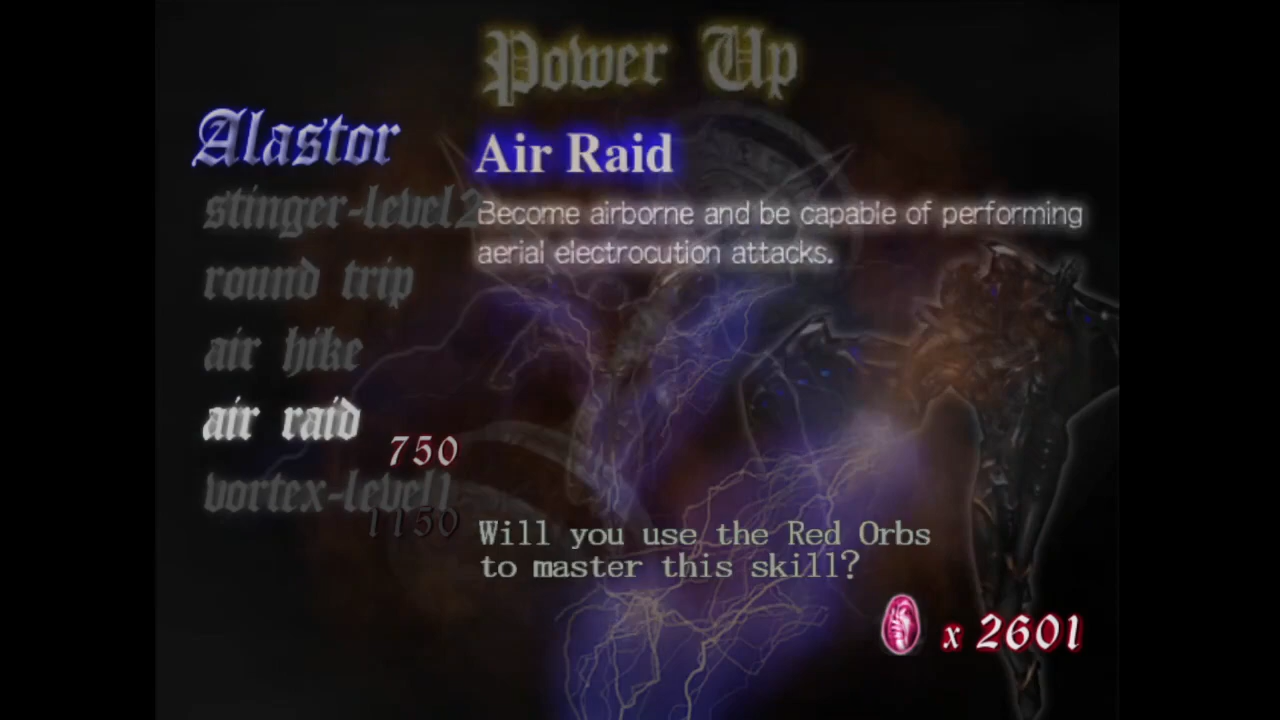 Power Up
Alastor
stinger-level2
round trip
air hike
air raid
750
vortex-level1
1150
Air Raid
Become airborne and be capable of performing
aerial electrocution attacks.
Will you use the Red Orbs
to master this skill?
x 2601